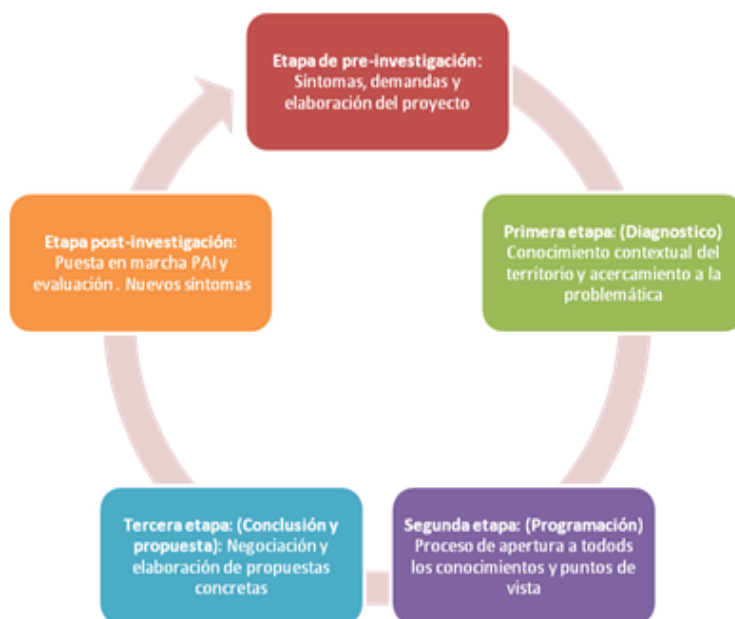 Etapa de pre-investigación:
Síntomas, demandas y
elaboración del proyecto
Primera etapa: (Diagnostico)
Conocimiento contextual del
territorio y acercamiento a la
problemática
Segunda etapa: (Programación)
Proceso de apertura a todods
los conocimientos y puntos de
vista
Tercera etapa: (Conclusión y
propuesta): Negociación y
elaboración de propuestas
concretas
Etapa post-investigación:
Puesta en marcha PAI y
evaluación . Nuevos síntomas